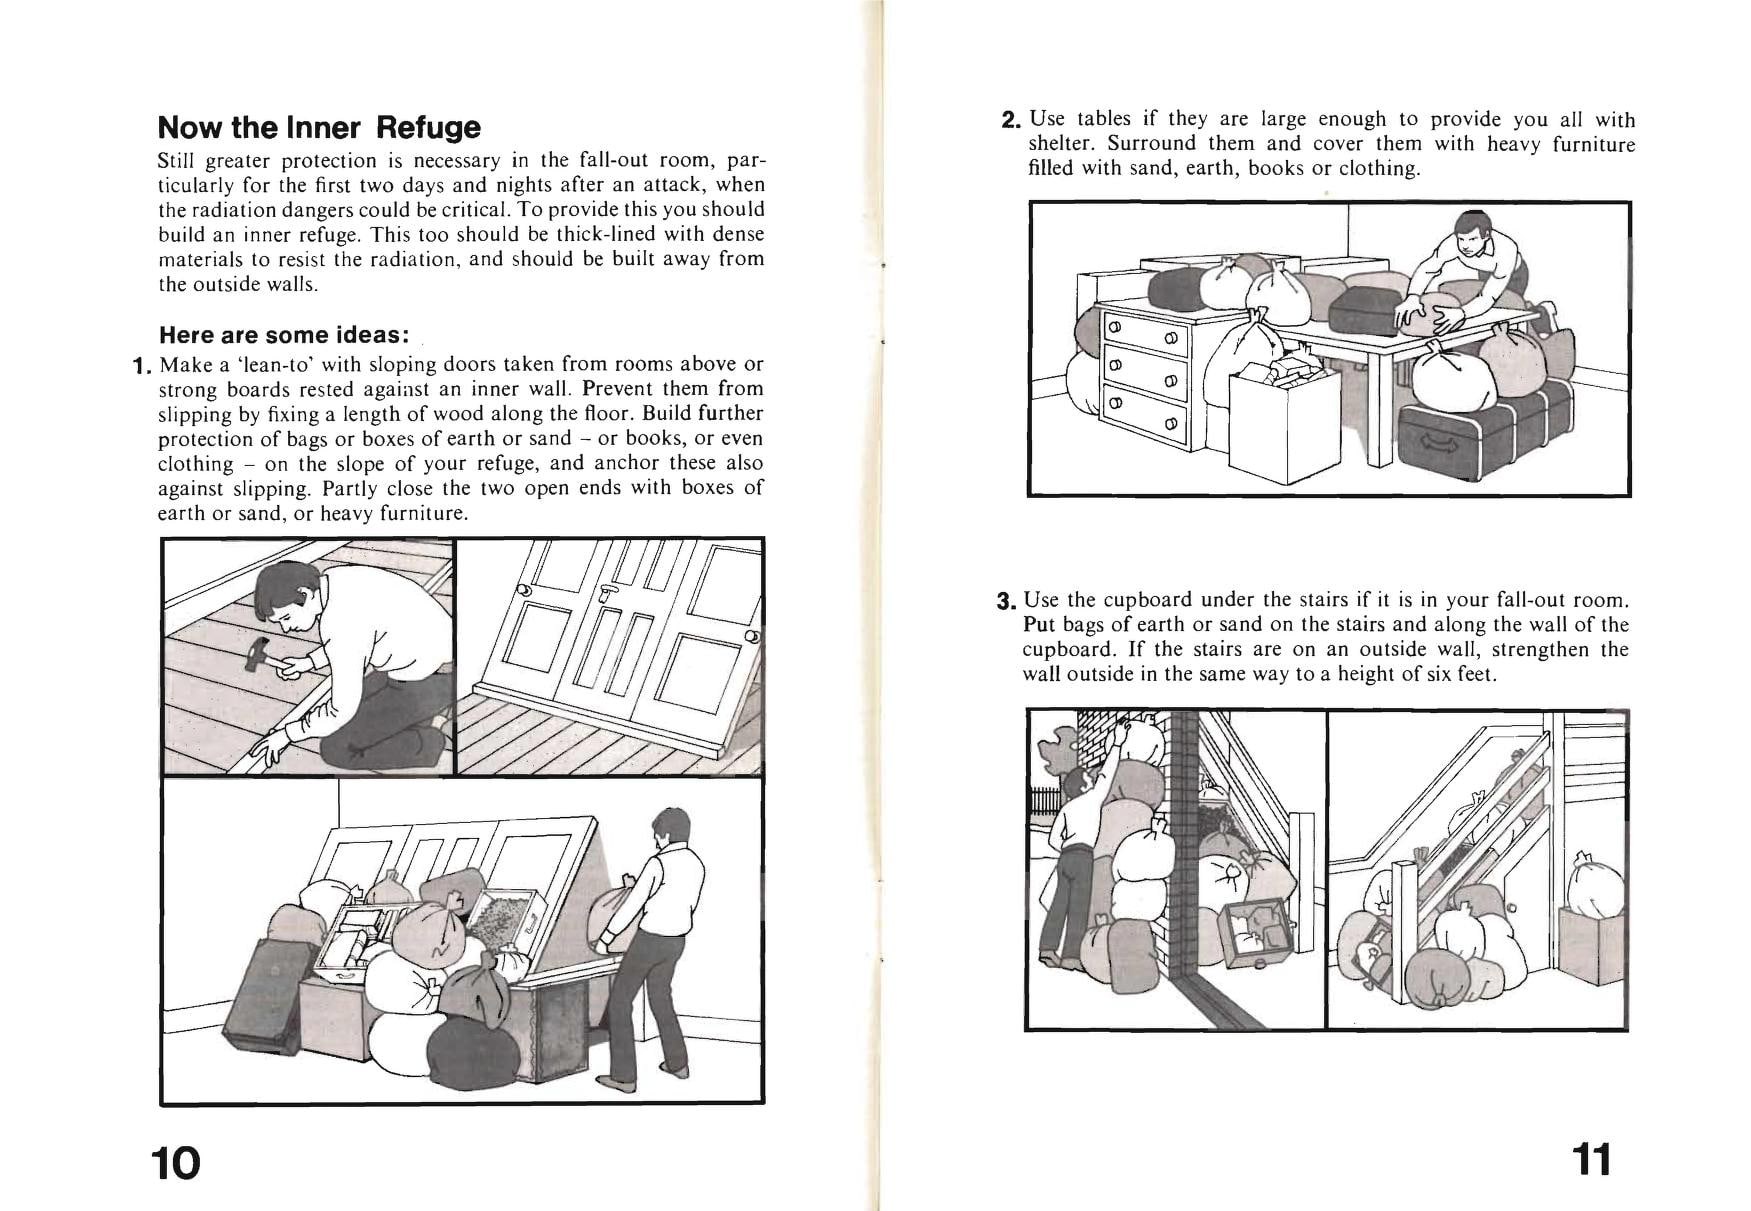 Now the Inner Refuge
Still greater protection is necessary in the fall-out room, par-
ticularly for the first two days and nights after an attack, when
the radiation dangers could be critical. To provide this you should
build an inner refuge. This too should be thick-lined with dense
materials to resist the radiation, and should be built away from
the outside walls.
Here are some ideas:
1. Make a ‘lean-to’ with sloping doors taken from rooms above or
strong boards rested against an inner wall. Prevent them from
slipping by fixing a length of wood along the floor. Build further
protection of bags or boxes of earth or sand – or books, or even
clothing – on the slope of your refuge, and anchor these also
against slipping. Partly close the two open ends with boxes of
earth or sand, or heavy furniture.
10
2. Use tables if they are large enough to provide you all with
shelter. Surround them and cover them with heavy furniture
filled with sand, earth, books or clothing.
3. Use the cupboard under the stairs if it is in your fall-out room.
Put bags of earth or sand on the stairs and along the wall of the
cupboard. If the stairs are on an outside wall, strengthen the
wall outside in the same way to a height of six feet.
11